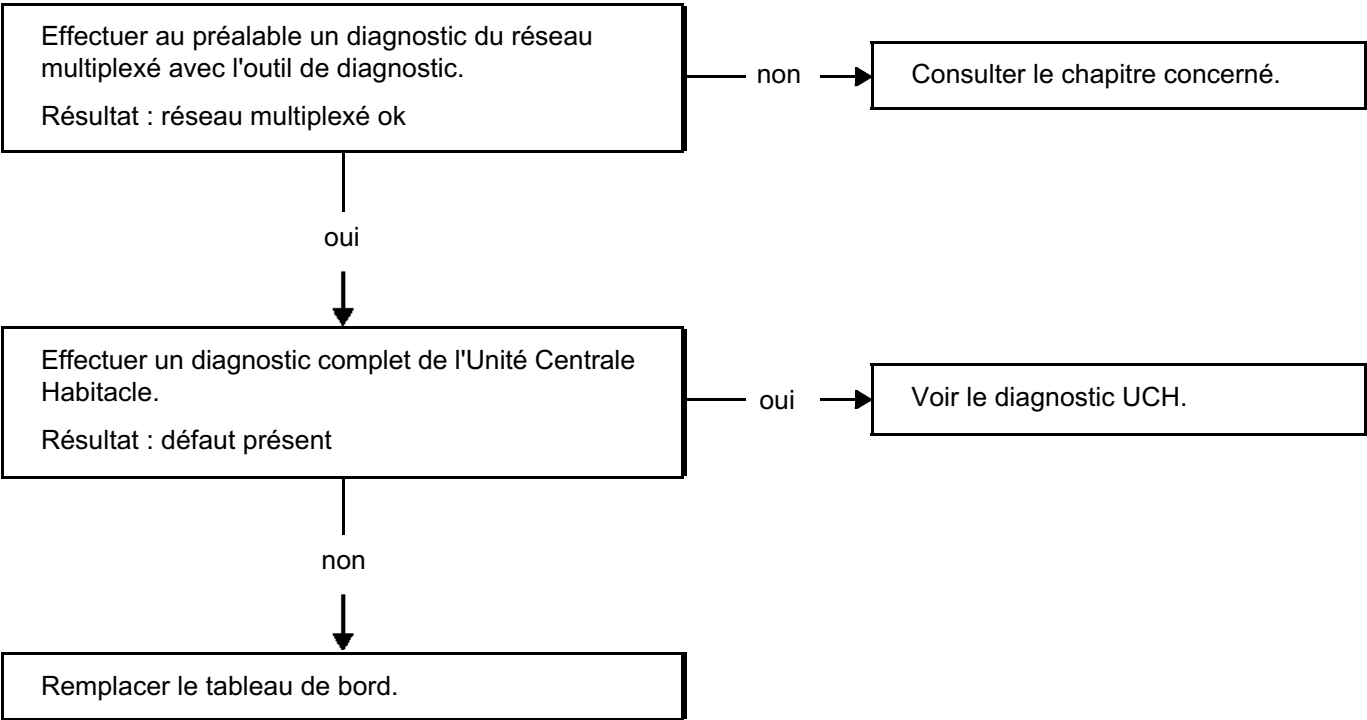 Effectuer au préalable un diagnostic du réseau
multiplexé avec l'outil de diagnostic.
Résultat : réseau multiplexé ok
non
Consulter le chapitre concerné.
oui
Effectuer un diagnostic complet de l'Unité Centrale
Habitacle.
Résultat : défaut présent
oui
Voir le diagnostic UCH.
non
Remplacer le tableau de bord.